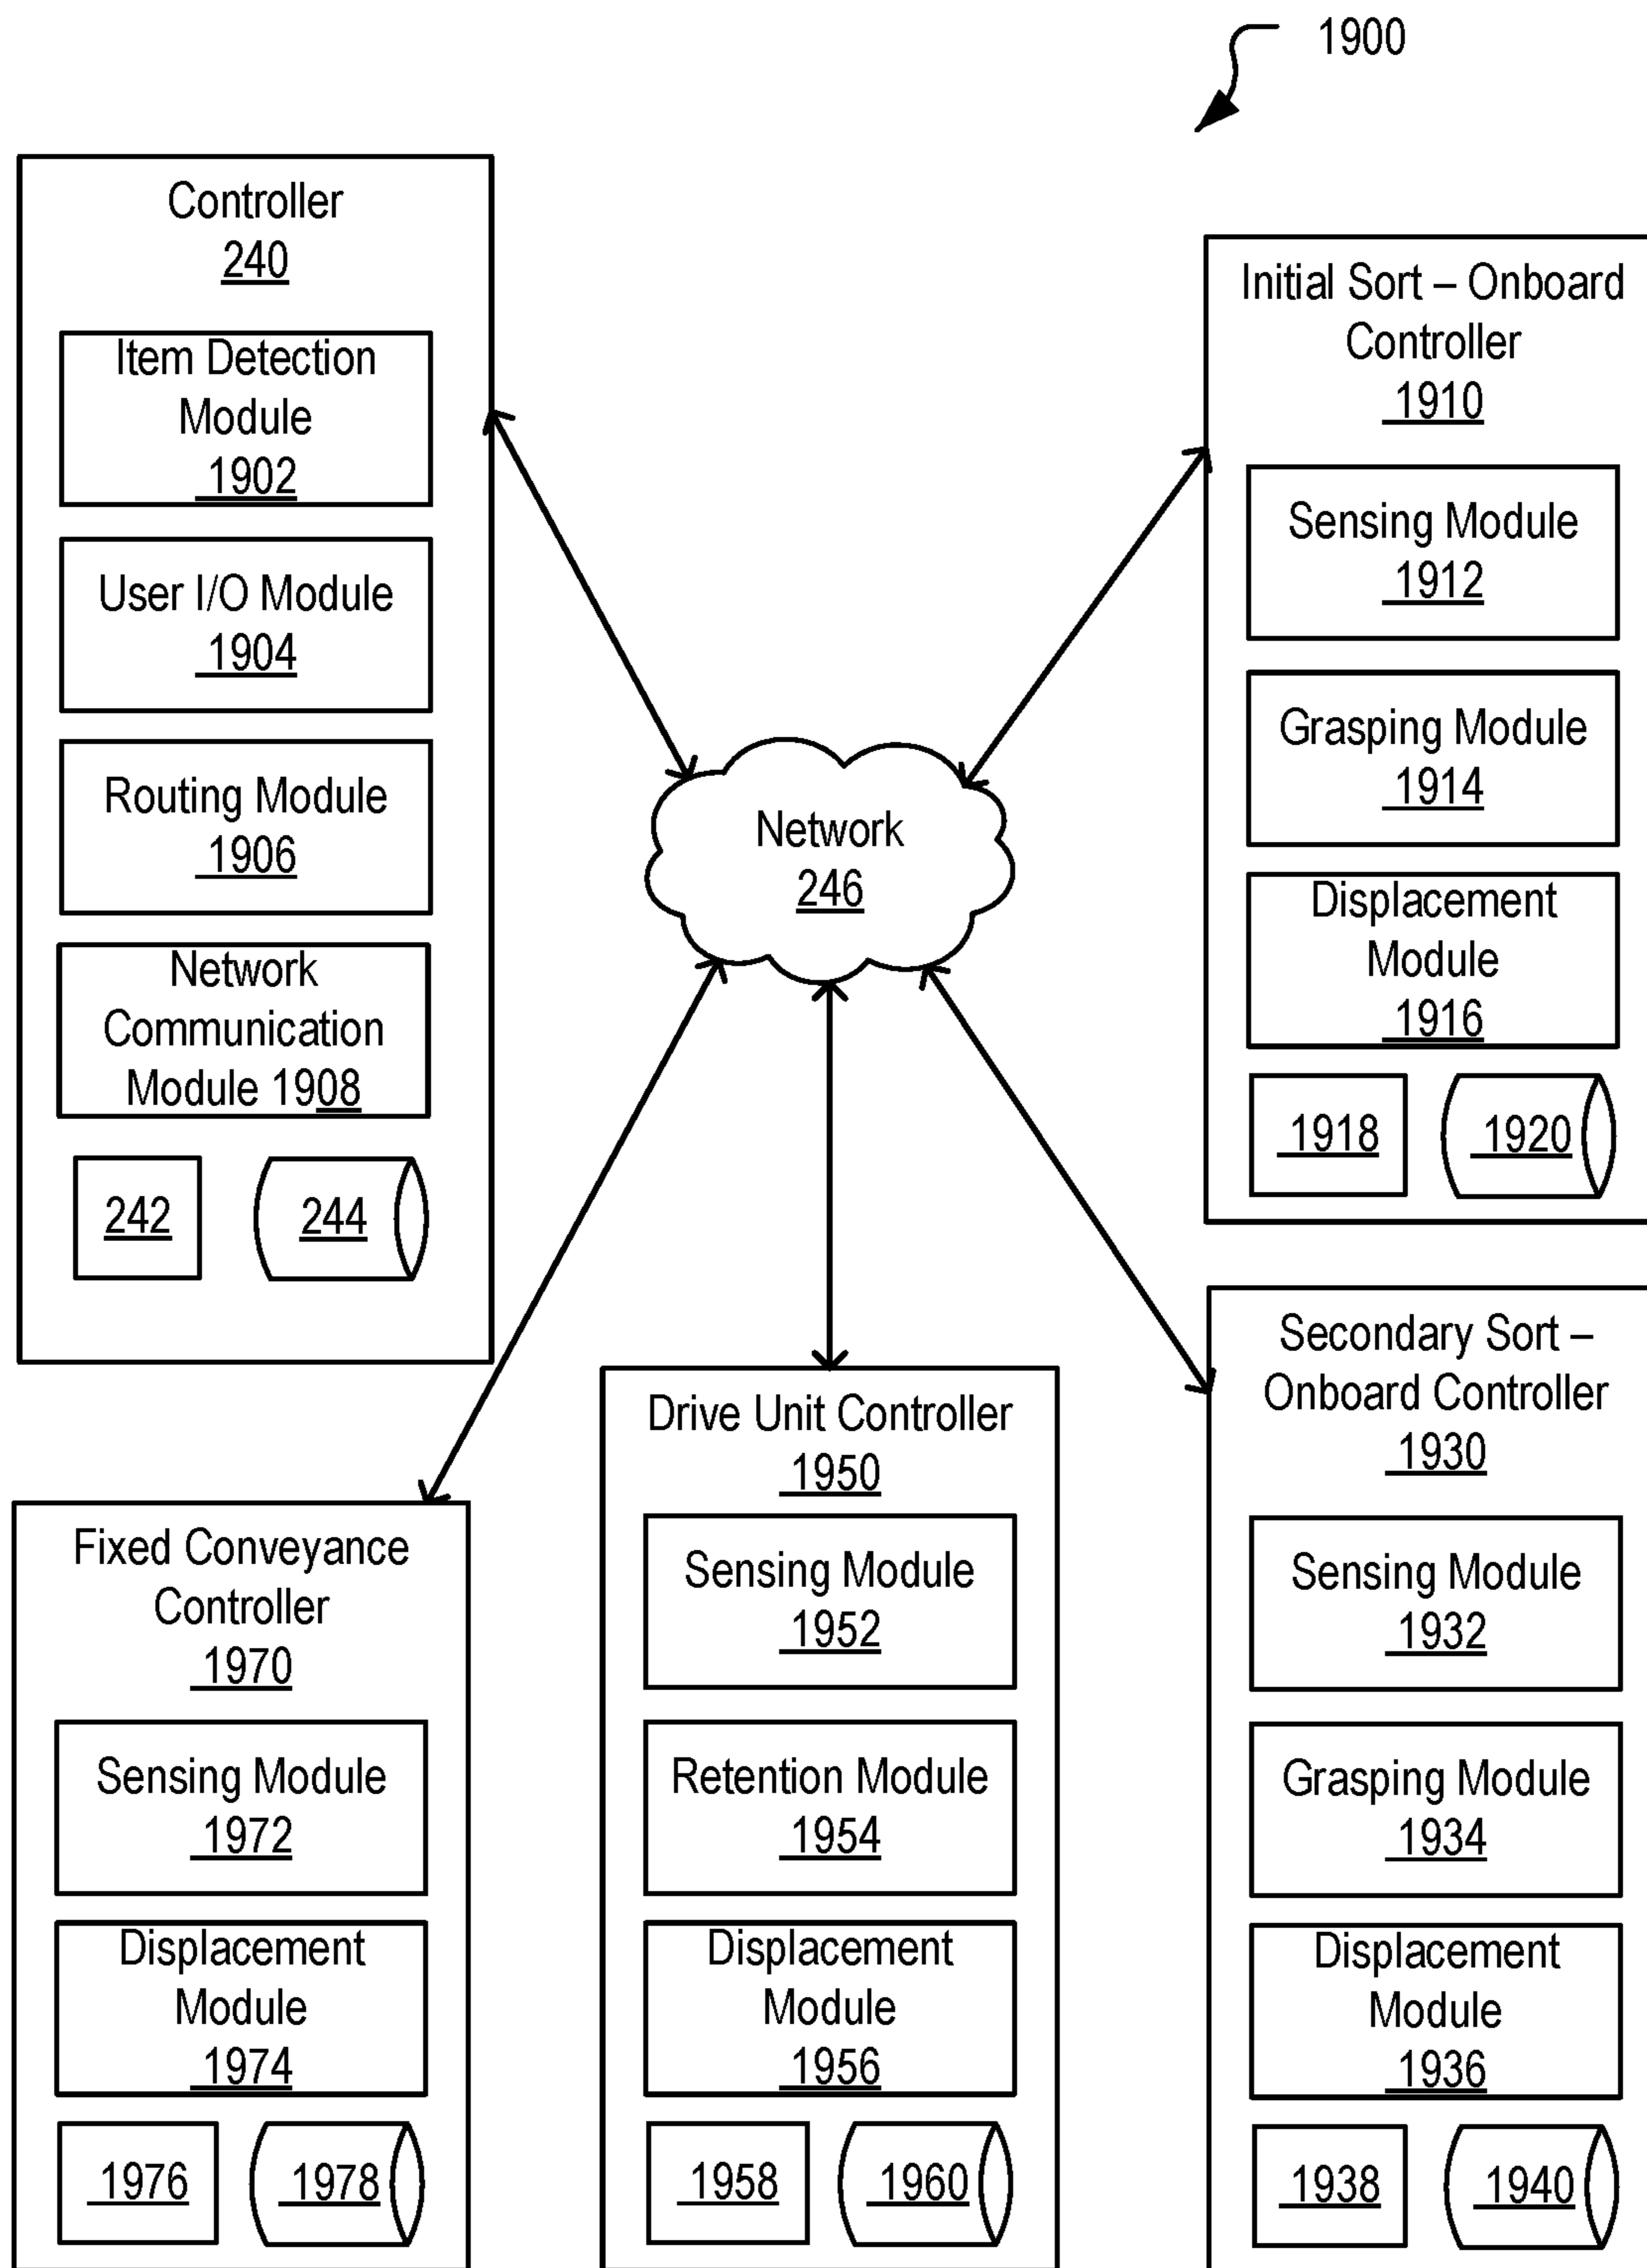 1900
Controller
240
Item Detection
Module
1902
User I/O Module
1904
Routing Module
1906
Network
Communication
Module 1908
242
244
Network
246
Initial Sort – Onboard
Controller
1910
Sensing Module
1912
Grasping Module
1914
Displacement
Module
1916
1918
1920
Fixed Conveyance
Controller
1970
Sensing Module
1972
Displacement
Module
1974
1976
1978
Drive Unit Controller
1950
Sensing Module
1952
Retention Module
1954
Displacement
Module
1956
1958
1960
Secondary Sort –
Onboard Controller
1930
Sensing Module
1932
Grasping Module
1934
Displacement
Module
1936
1938
1940